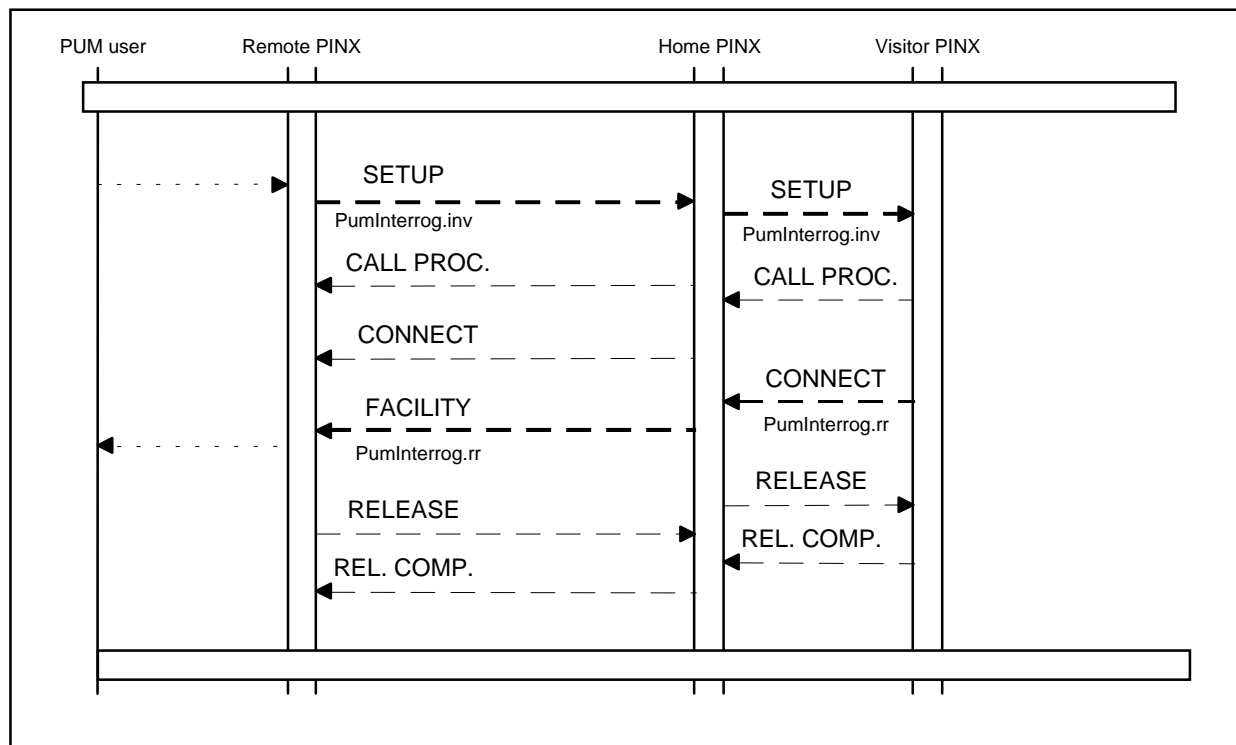 PUM user
Remote PINX
Home PINX
Visitor PINX
SETUP
PumInterrog.inv
SETUP
PumInterrog.inv
CALL PROC.
CALL PROC.
CONNECT
CONNECT
PumInterrog.rr
FACILITY
PumInterrog.rr
RELEASE
RELEASE
REL. COMP.
REL. COMP.